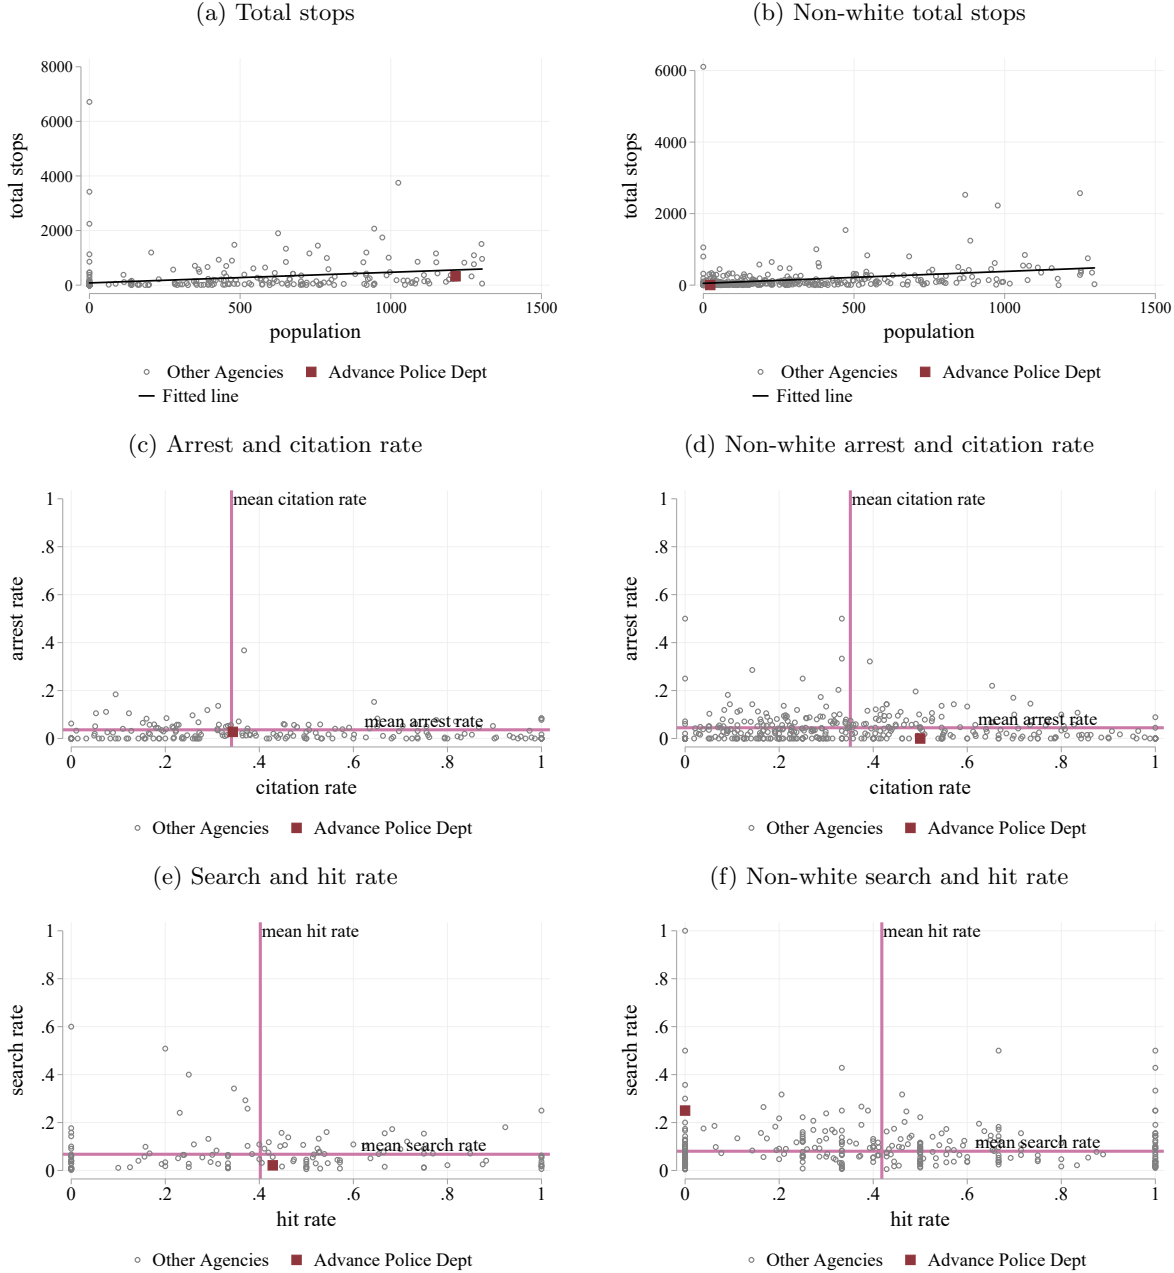 (a) Total stops
8000
6000
4000
2000
0
total stops
0 500 1000 1500
population
Other Agencies Advance Police Dept
Fitted line
(b) Non-white total stops
6000
4000
2000
0
total stops
0 500 1000 1500
population
Other Agencies Advance Police Dept
Fitted line
(c) Arrest and citation rate
1
.8
.6
.4
.2
0
arrest rate
mean citation rate
mean arrest rate
0 .2 .4 .6 .8 1
citation rate
Other Agencies Advance Police Dept
(d) Non-white arrest and citation rate
1
.8
.6
.4
.2
0
arrest rate
mean citation rate
mean arrest rate
0 .2 .4 .6 .8 1
citation rate
Other Agencies Advance Police Dept
(e) Search and hit rate
1
.8
.6
.4
.2
0
search rate
mean hit rate
mean search rate
0 .2 .4 .6 .8 1
hit rate
Other Agencies Advance Police Dept
(f) Non-white search and hit rate
1
.8
.6
.4
.2
0
search rate
mean hit rate
mean search rate
0 .2 .4 .6 .8 1
hit rate
Other Agencies Advance Police Dept